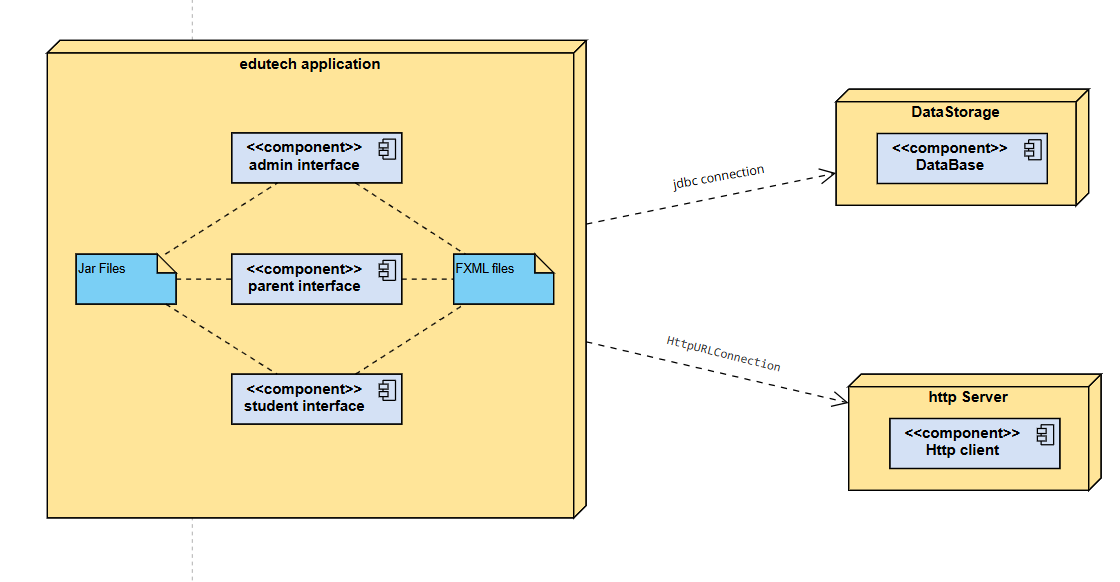 edutech application
<<component>>
admin interface
Jar Files
<<component>>
parent interface
FXML files
<<component>>
student interface
jdbc connection
HttpURLConnection
DataStorage
<<component>>
DataBase
http Server
<<component>>
Http client